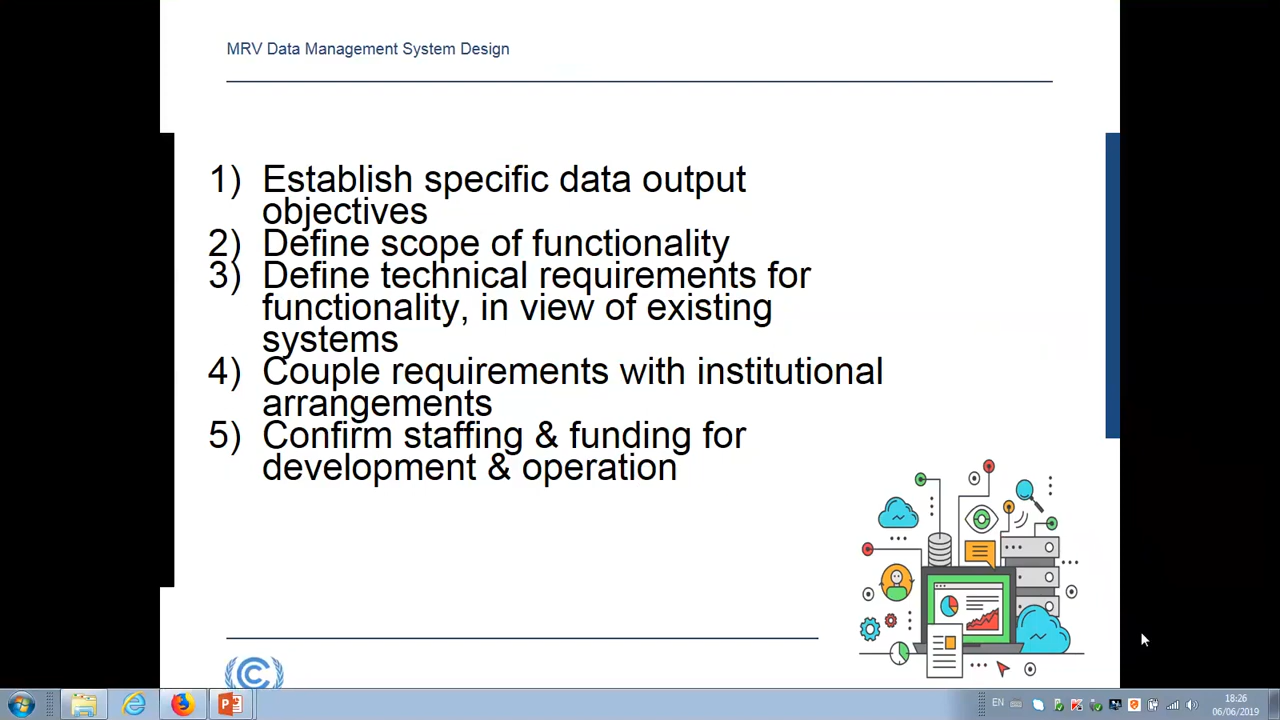 MRV Data Management System Design
1) Establish specific data output
objectives
2) Define scope of functionality
3) Define technical requirements for
functionality, in view of existing
systems
4) Couple requirements with institutional
arrangements
5) Confirm staffing & funding for
development & operation
EN
18:26
06/06/2019